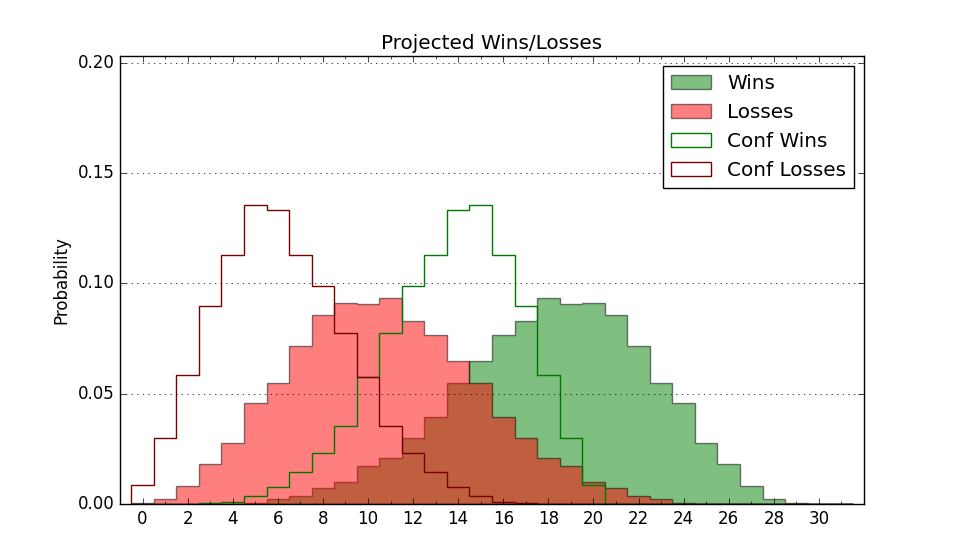 Projected Wins/Losses
0.20
0.15
0.10
0.05
0.00
Probability
Wins
Losses
Conf Wins
Conf Losses
0 2 4 6 8 10 12 14 16 18 20 22 24 26 28 30